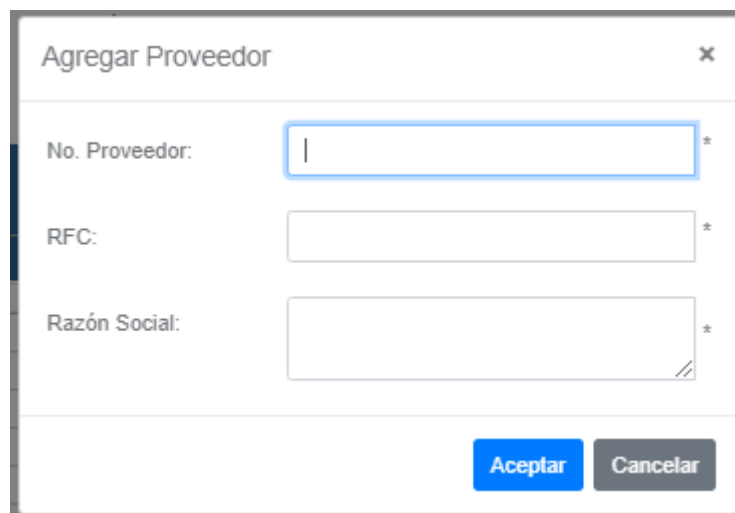 Agregar Proveedor ×
No. Proveedor: *
RFC: *
Razón Social: *
Aceptar Cancelar